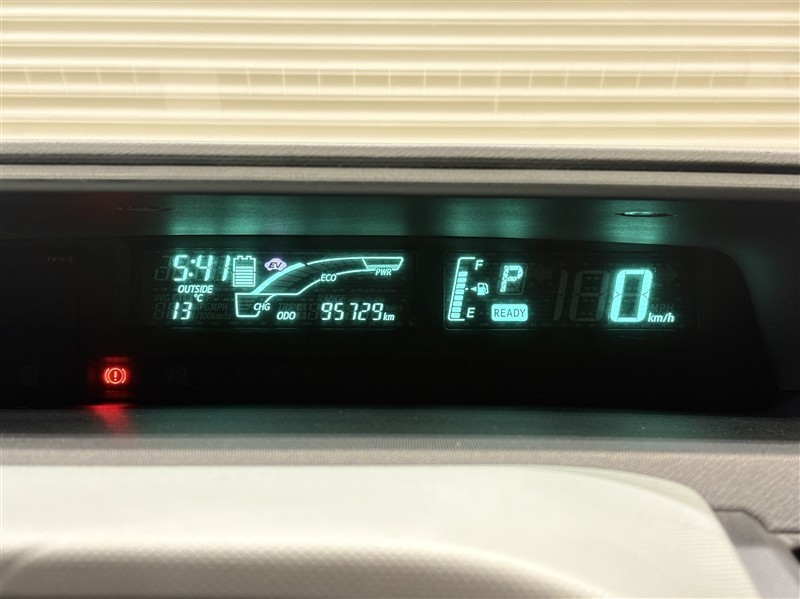 5:41
EV
ECO
PWR
OUTSIDE
°C
13
CHG
ODO
95729 km
F
E
P
READY
0
km/h